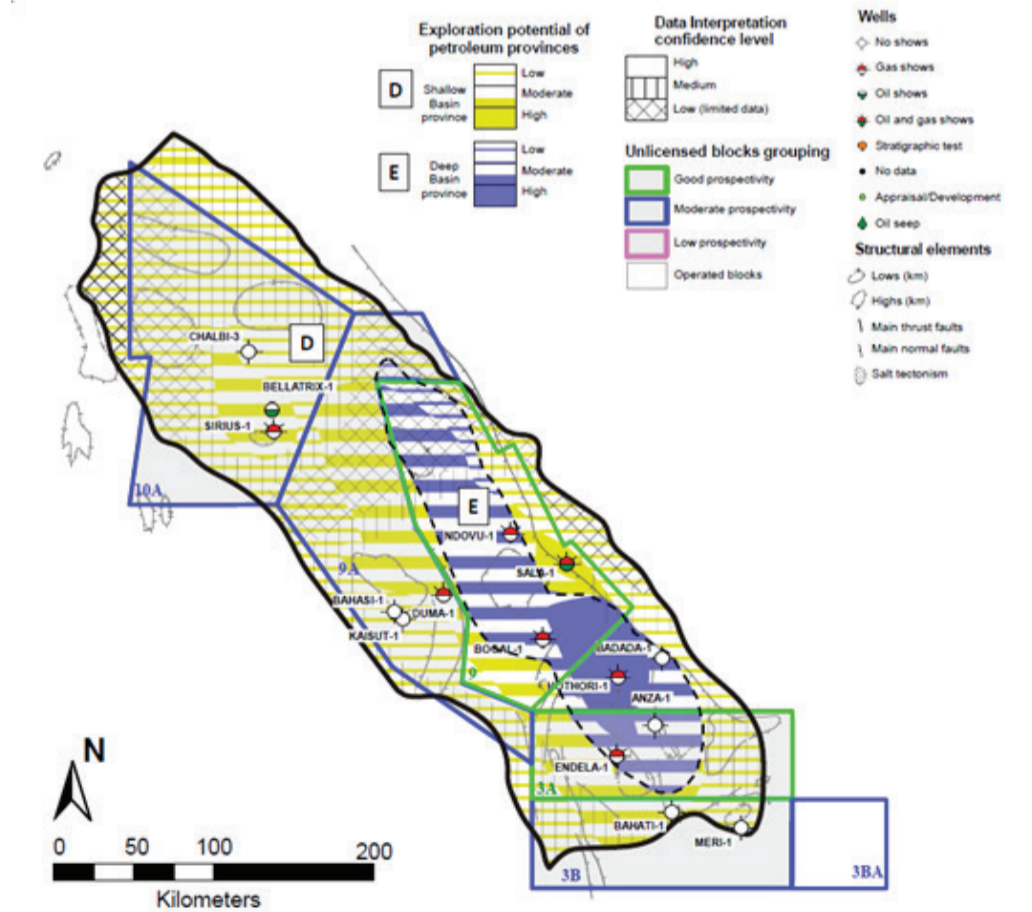 Exploration potential of
petroleum provinces
D
Shallow
Basin
province
Low
Moderate
High
E
Deep
Basin
province
Low
Moderate
High
Data Interpretation
confidence level
High
Medium
Low (limited data)
Unlicensed blocks grouping
Good prospectivity
Moderate prospectivity
Low prospectivity
Operated blocks
Wells
No shows
Gas shows
Oil shows
Oil and gas shows
Stratigraphic test
No data
Appraisal/Development
Oil seep
Structural elements
Lows (km)
Highs (km)
Main thrust faults
Main normal faults
Salt tectonism
CHALBI-3
D
BELLATRIX-1
SIRIUS-1
10A
E
NDOVU-1
SALA-1
9A
BAHASI-1
DUMA-1
KAISUT-1
BOGAL-1
BADADA-1
9
HOTHORI-1
ANZA-1
ENDELA-1
3A
BAHATI-1
MERI-1
3B
3BA
N
0 50 100 200
Kilometers